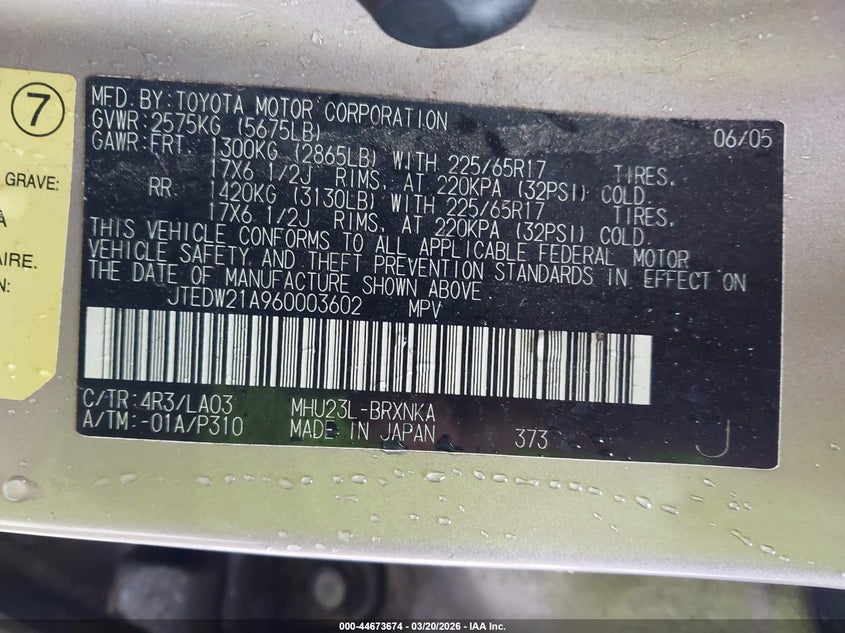 7
GRAVE:
À
AIRE.
N:
MFD.BY:TOYOTA MOTOR CORPORATION 06/05
GVWR:2575KG (5675LB)
GAWR:FRT. 1300KG (2865LB) WITH 225/65R17 TIRES,
17X6 1/2J RIMS, AT 220KPA (32PSI) COLD.
RR 1420KG (3130LB) WITH 225/65R17 TIRES,
17X6 1/2J RIMS, AT 220KPA (32PSI) COLD.
THIS VEHICLE CONFORMS TO ALL APPLICABLE FEDERAL MOTOR
VEHICLE SAFETY AND THEFT PREVENTION STANDARDS IN EFFECT ON
THE DATE OF MANUFACTURE SHOWN ABOVE
JTEDW21A960003602 MPV
C/TR:4R3/LA03 MHU23L-BRXNKA
A/TM:-01A/P310 MADE IN JAPAN 373 J
000-44673674 | 03/20/2026 | IAA Inc.